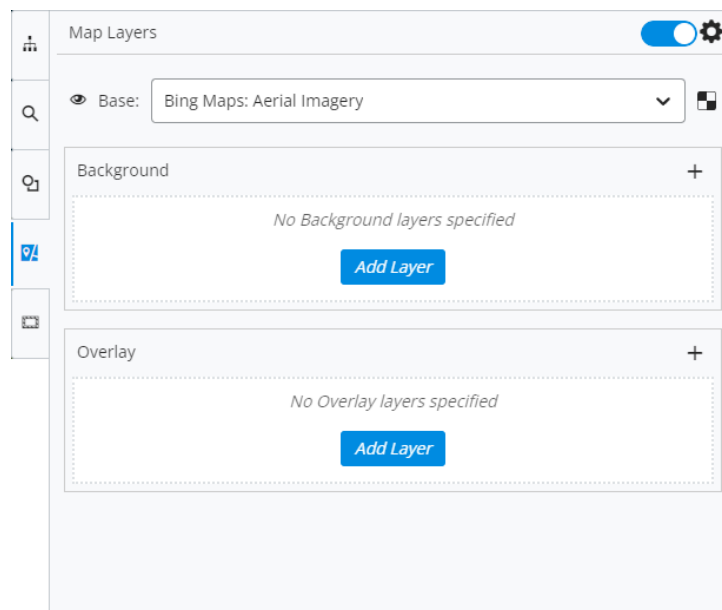 Map Layers
Base: Bing Maps: Aerial Imagery
Background
No Background layers specified
Add Layer
Overlay
No Overlay layers specified
Add Layer